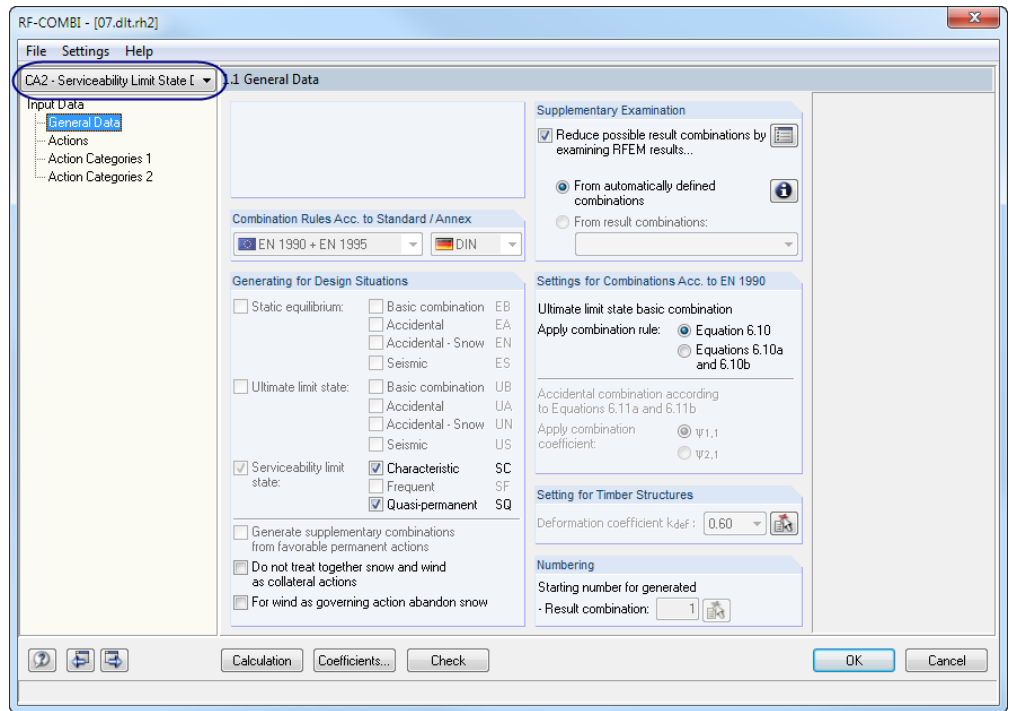 RF-COMBI - [07.dlt.rh2]
File Settings Help
CA2 - Serviceability Limit State D
1.1 General Data
Input Data
General Data
Actions
Action Categories 1
Action Categories 2
Combination Rules Acc. to Standard / Annex
EN 1990 + EN 1995
DIN
Generating for Design Situations
Static equilibrium:
Basic combination EB
Accidental EA
Accidental - Snow EN
Seismic ES
Ultimate limit state:
Basic combination UB
Accidental UA
Accidental - Snow UN
Seismic US
Serviceability limit
state:
Characteristic SC
Frequent SF
Quasi-permanent SQ
Generate supplementary combinations
from favorable permanent actions
Do not treat together snow and wind
as collateral actions
For wind as governing action abandon snow
Supplementary Examination
Reduce possible result combinations by
examining RFEM results...
From automatically defined
combinations
From result combinations:
Settings for Combinations Acc. to EN 1990
Ultimate limit state basic combination
Apply combination rule:
Equation 6.10
Equations 6.10a
and 6.10b
Accidental combination according
to Equations 6.11a and 6.11b
Apply combination
coefficient:
Ψ1,1
Ψ2,1
Setting for Timber Structures
Deformation coefficient kdef : 0.60
Numbering
Starting number for generated
- Result combination: 1
Calculation
Coefficients...
Check
OK
Cancel